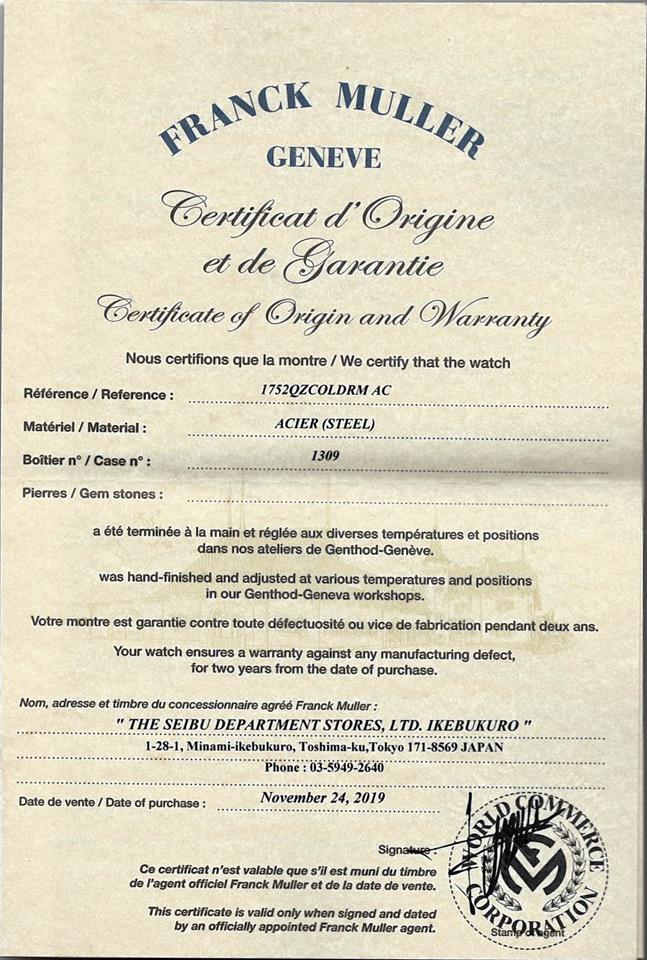 FRANCK MULLER
GENEVE
Certificat d'Origine
et de Garantie
Certificate of Origin and Warranty
Nous certifions que la montre / We certify that the watch
Référence / Reference : 1752QZCOLDRM AC
Matériel / Material : ACIER (STEEL)
Boîtier n° / Case n° : 1309
Pierres / Gem stones :
a été terminée à la main et réglée aux diverses températures et positions
dans nos ateliers de Genthod-Genève.
was hand-finished and adjusted at various temperatures and positions
in our Genthod-Geneva workshops.
Votre montre est garantie contre toute défectuosité ou vice de fabrication pendant deux ans.
Your watch ensures a warranty against any manufacturing defect,
for two years from the date of purchase.
Nom, adresse et timbre du concessionnaire agréé Franck Muller :
" THE SEIBU DEPARTMENT STORES, LTD. IKEBUKURO "
1-28-1, Minami-ikebukuro, Toshima-ku,Tokyo 171-8569 JAPAN
Phone : 03-5949-2640
Date de vente / Date of purchase : November 24, 2019
Signature :
WORLD COMMERCE
CORPORATION
Stamp of agent
Ce certificat n'est valable que s'il est muni du timbre
de l'agent officiel Franck Muller et de la date de vente.
This certificate is valid only when signed and dated
by an officially appointed Franck Muller agent.